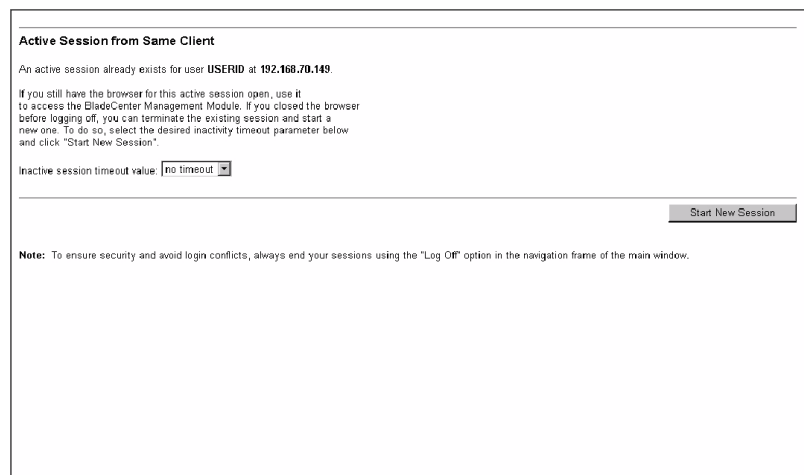 Active Session from Same Client
An active session already exists for user USERID at 192.168.70.149.
If you still have the browser for this active session open, use it
to access the BladeCenter Management Module. If you closed the browser
before logging off, you can terminate the existing session and start a
new one. To do so, select the desired inactivity timeout parameter below
and click "Start New Session".
Inactive session timeout value: no timeout
Start New Session
Note: To ensure security and avoid login conflicts, always end your sessions using the "Log Off" option in the navigation frame of the main window.